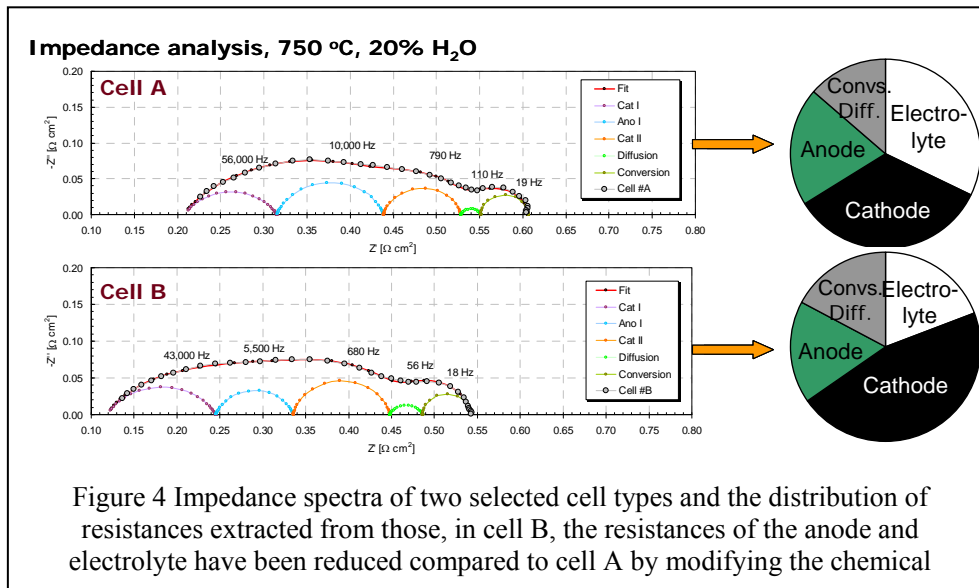 Impedance analysis, 750 °C, 20% H2O
Cell A
0.20
0.15
0.10
0.05
0.00
-Z'' [Ω cm²]
0.10 0.15 0.20 0.25 0.30 0.35 0.40 0.45 0.50 0.55 0.60 0.65 0.70 0.75 0.80
Z' [Ω cm²]
56,000 Hz
10,000 Hz
790 Hz
110 Hz
19 Hz
Fit
Cat I
Ano I
Cat II
Diffusion
Conversion
Cell #A
Convs.
Diff.
Electro-
lyte
Anode
Cathode
Cell B
0.20
0.15
0.10
0.05
0.00
-Z'' [Ω cm²]
0.10 0.15 0.20 0.25 0.30 0.35 0.40 0.45 0.50 0.55 0.60 0.65 0.70 0.75 0.80
Z' [Ω cm²]
43,000 Hz
5,500 Hz
680 Hz
56 Hz
18 Hz
Fit
Cat I
Ano I
Cat II
Diffusion
Conversion
Cell #B
Convs.
Diff.
Electro-
lyte
Anode
Cathode
Figure 4 Impedance spectra of two selected cell types and the distribution of
resistances extracted from those, in cell B, the resistances of the anode and
electrolyte have been reduced compared to cell A by modifying the chemical